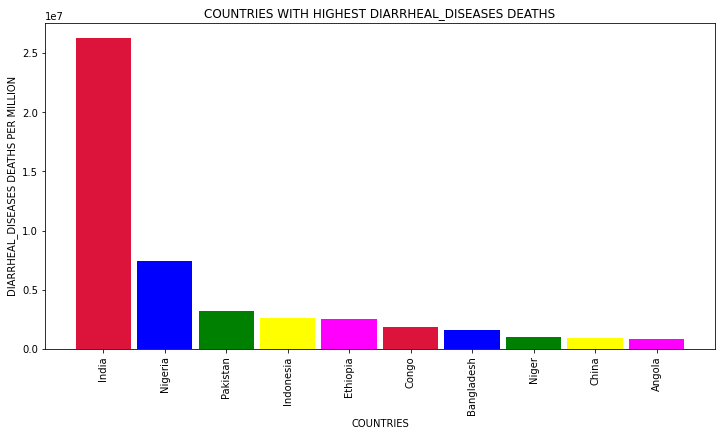 COUNTRIES WITH HIGHEST DIARRHEAL_DISEASES DEATHS
1e7
2.5
2.0
1.5
1.0
0.5
0.0
DIARRHEAL_DISEASES DEATHS PER MILLION
India
Nigeria
Pakistan
Indonesia
Ethiopia
Congo
Bangladesh
Niger
China
Angola
COUNTRIES